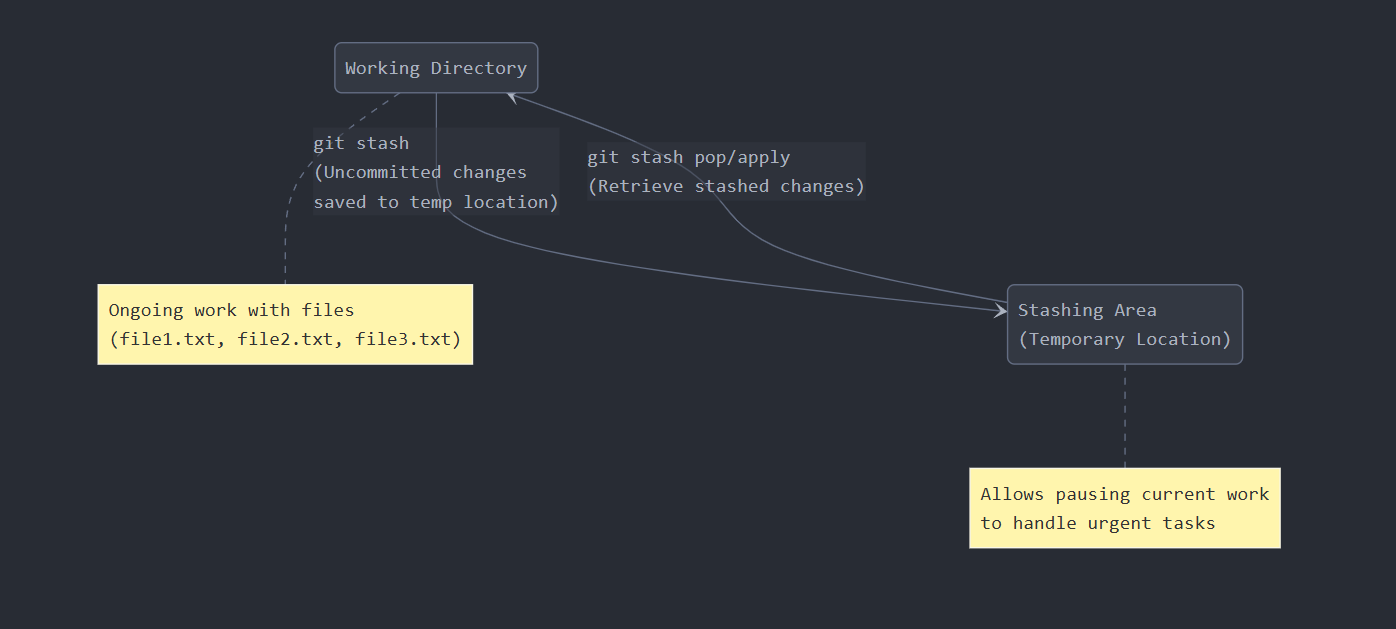 Working Directory
git stash
(Uncommitted changes
saved to temp location)
git stash pop/apply
(Retrieve stashed changes)
Ongoing work with files
(file1.txt, file2.txt, file3.txt)
Stashing Area
(Temporary Location)
Allows pausing current work
to handle urgent tasks